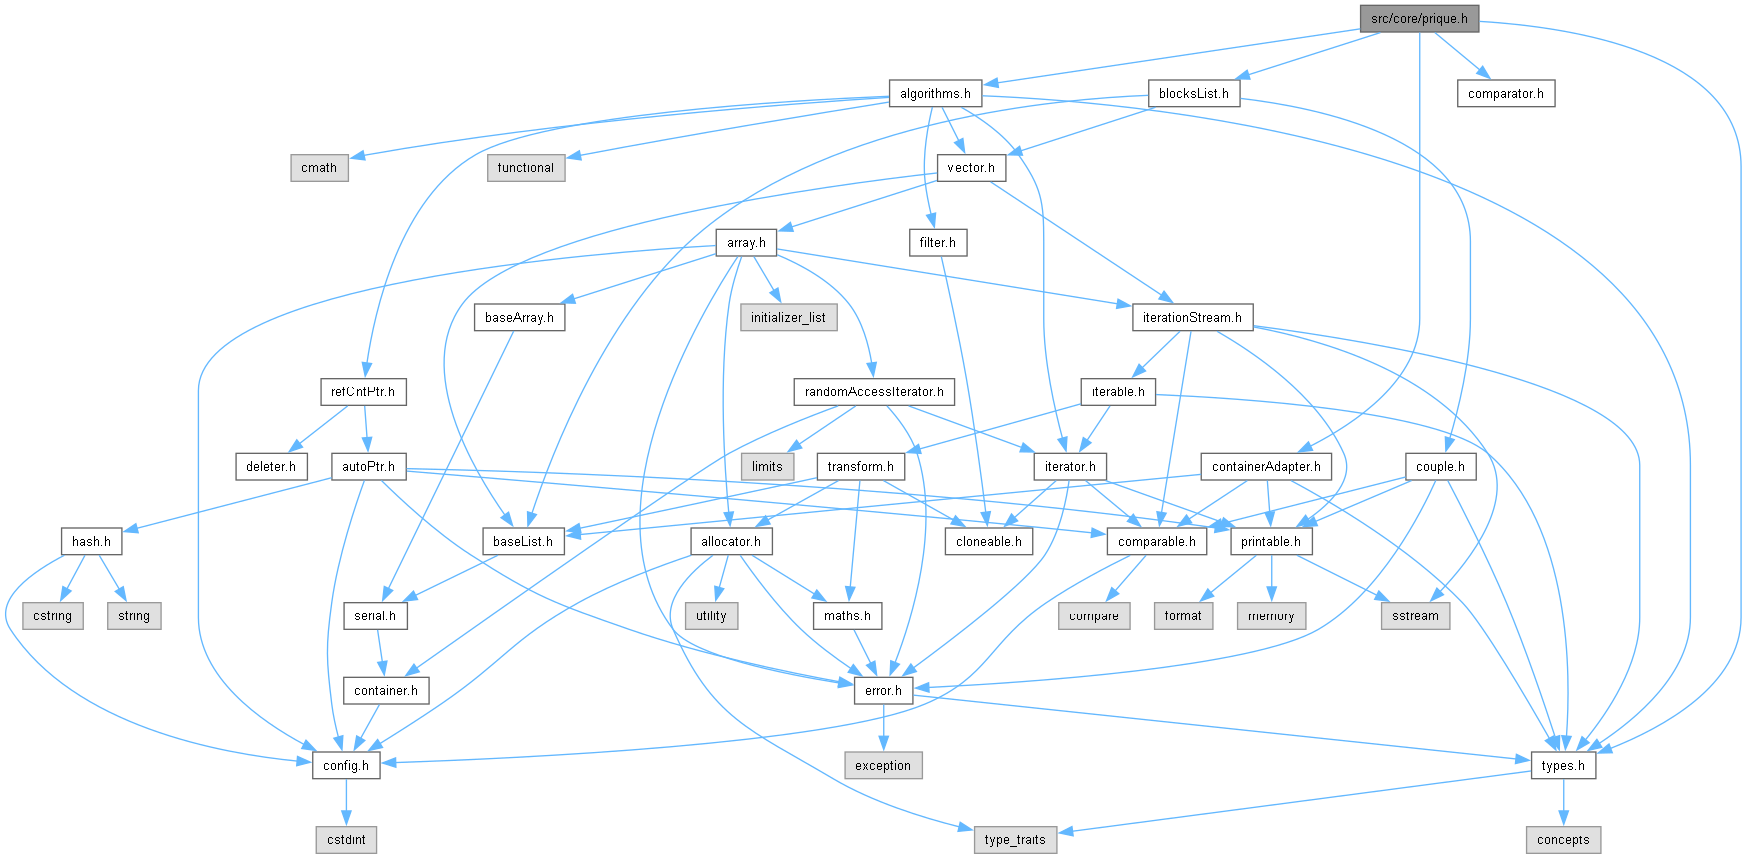 src/core/prique.h
algorithms.h
blocksList.h
comparator.h
cmath
functional
vector.h
array.h
filter.h
baseArray.h
initializer_list
iterationStream.h
refCntPtr.h
randomAccessIterator.h
iterable.h
deleter.h
autoPtr.h
limits
transform.h
iterator.h
containerAdapter.h
couple.h
hash.h
baseList.h
allocator.h
cloneable.h
comparable.h
printable.h
cstring
string
serial.h
utility
maths.h
compare
format
memory
sstream
container.h
error.h
config.h
exception
types.h
cstdint
type_traits
concepts